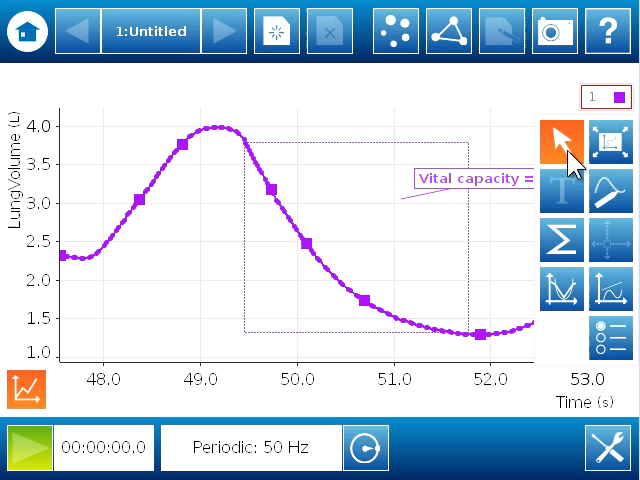 1:Untitled
?
1
LungVolume (L)
4.0
3.5
3.0
2.5
2.0
1.5
1.0
Vital capacity =
T
Σ
48.0 49.0 50.0 51.0 52.0 53.0
Time (s)
00:00:00.0 Periodic: 50 Hz